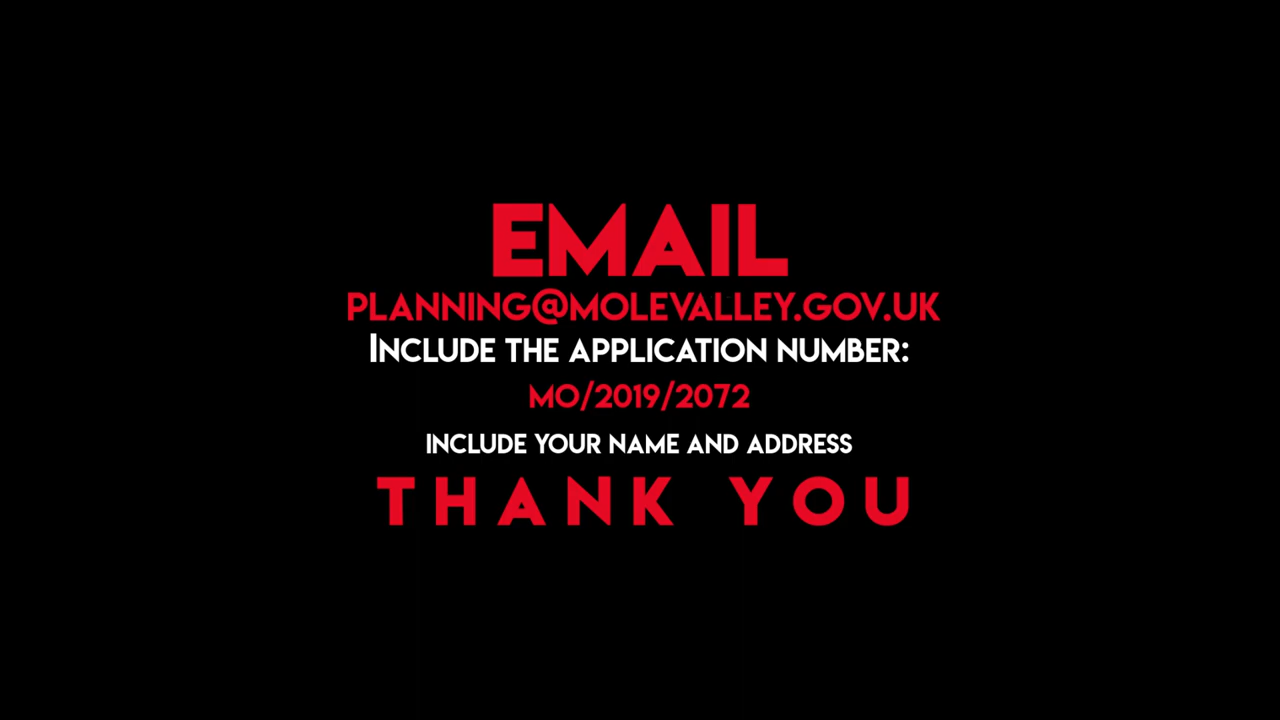 EMAIL
PLANNING@MOLEVALLEY.GOV.UK
INCLUDE THE APPLICATION NUMBER:
MO/2019/2072
INCLUDE YOUR NAME AND ADDRESS
THANK YOU